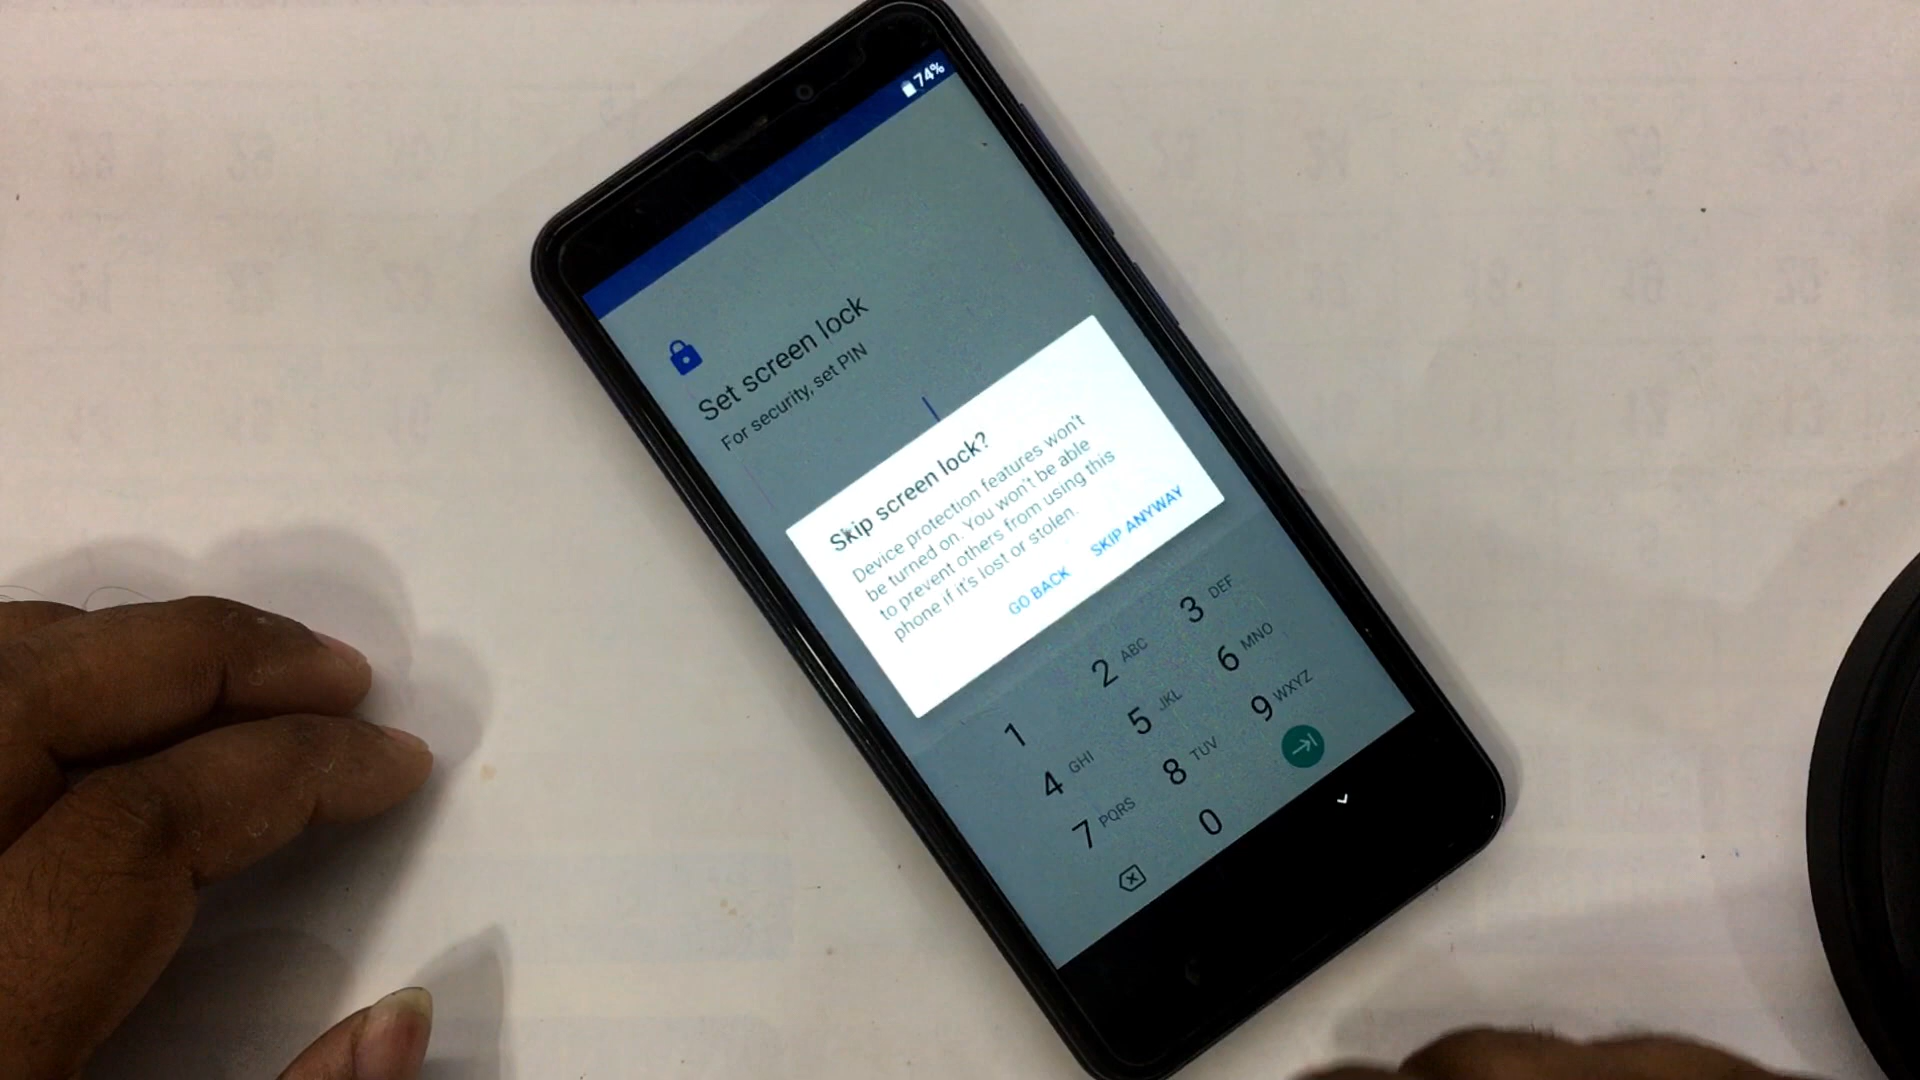 74%
Set screen lock
For security, set PIN
Skip screen lock?
Device protection features won't
be turned on. You won't be able
to prevent others from using this
phone if it's lost or stolen.
GO BACK SKIP ANYWAY
1 2 ABC 3 DEF
4 GHI 5 JKL 6 MNO
7 PQRS 8 TUV 9 WXYZ
0